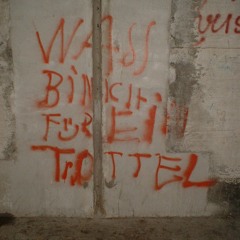 WASS
BIN ICH
FÜR EIN
TROTTEL